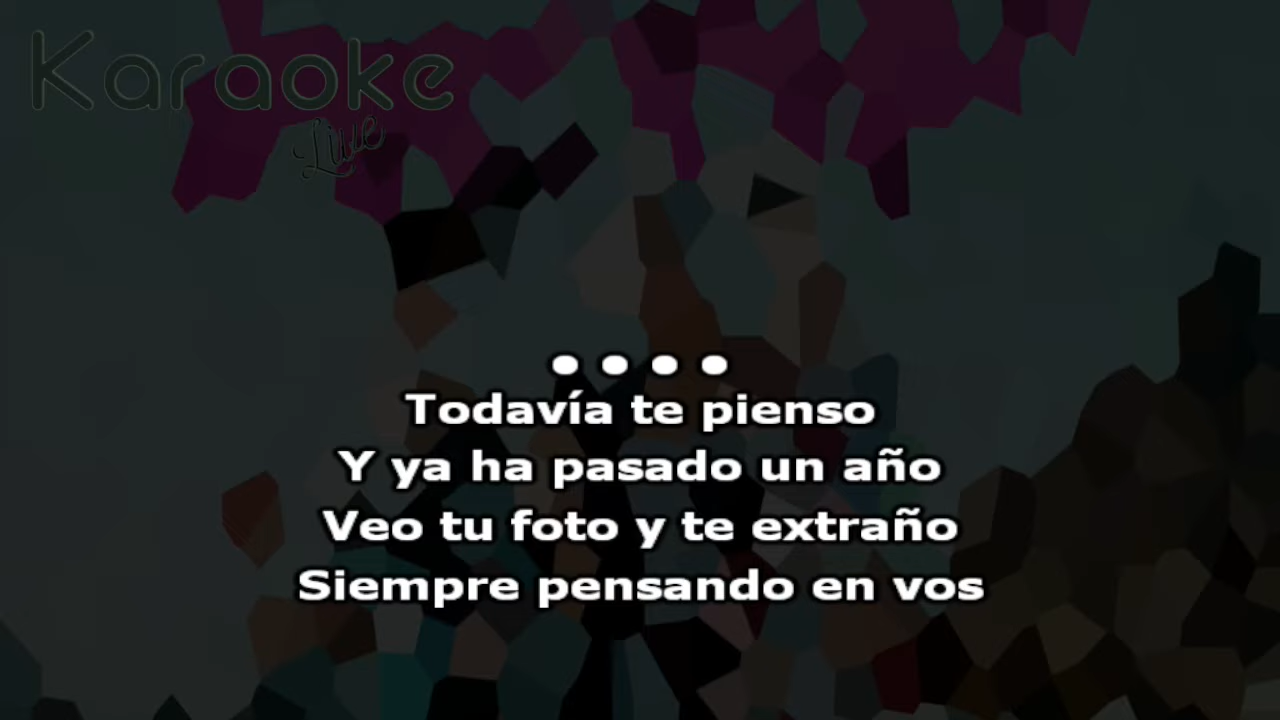 Karaoke
Live
Todavía te pienso
Y ya ha pasado un año
Veo tu foto y te extraño
Siempre pensando en vos